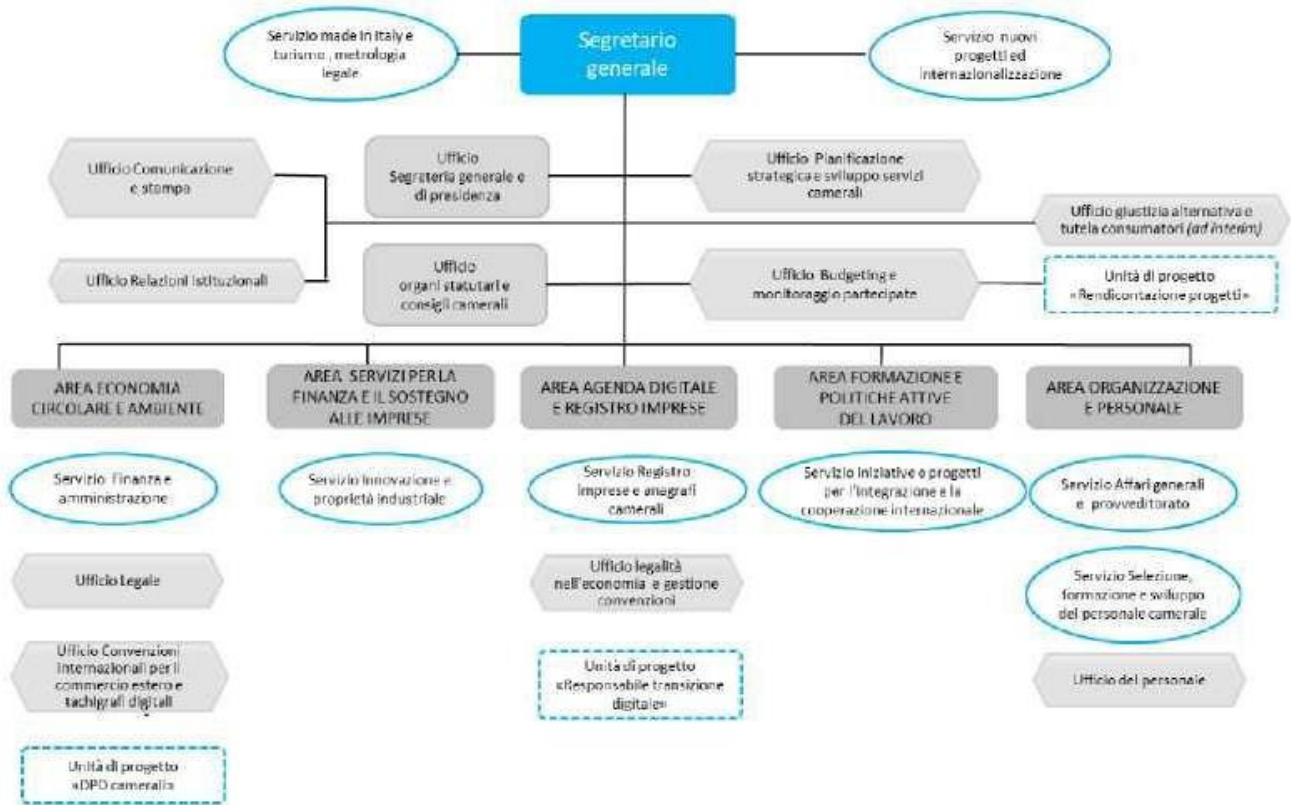 Servizio made in Italy e
turismo, metrologia
legale
Segretario
generale
Servizio nuovi
progetti ed
internazionalizzazione
Ufficio Comunicazione
e stampa
Ufficio
Segreteria generale e
di presidenza
Ufficio Pianificazione
strategica e sviluppo servizi
camerali
Ufficio giustizia alternativa e
tutela consumatori (ad interim)
Ufficio Relazioni istituzionali
Ufficio
organi statutari e
consigli camerali
Ufficio Budgeting e
monitoraggio partecipate
Unità di progetto
«Rendicontazione progetti»
AREA ECONOMIA
CIRCOLARE E AMBIENTE
AREA SERVIZI PER LA
FINANZA E IL SOSTEGNO
ALLE IMPRESE
AREA AGENDA DIGITALE
E REGISTRO IMPRESE
AREA FORMAZIONE E
POLITICHE ATTIVE
DEL LAVORO
AREA ORGANIZZAZIONE
E PERSONALE
Servizio Finanza e
amministrazione
Servizio Innovazione e
proprietà industriale
Servizio Registro
imprese e anagrafi
camerali
Servizio iniziative e progetti
per l'integrazione e la
cooperazione internazionale
Servizio Affari generali
e provveditorato
Ufficio Legale
Ufficio legalità
nell'economia e gestione
convenzioni
Servizio Selezione,
formazione e sviluppo
del personale camerale
Ufficio Convenzioni
internazionali per il
commercio estero e
tachigrafi digitali
Unità di progetto
«Responsabile transizione
digitale»
Ufficio del personale
Unità di progetto
«DPO camerali»